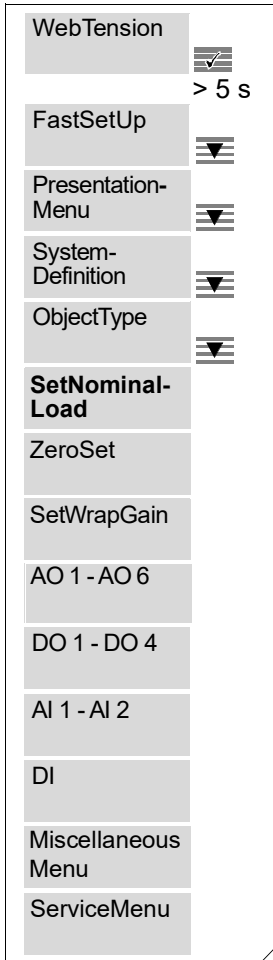 WebTension
> 5 s
FastSetUp
Presentation-
Menu
System-
Definition
ObjectType
SetNominal-
Load
ZeroSet
SetWrapGain
AO 1 - AO 6
DO 1 - DO 4
AI 1 - AI 2
DI
Miscellaneous
Menu
ServiceMenu